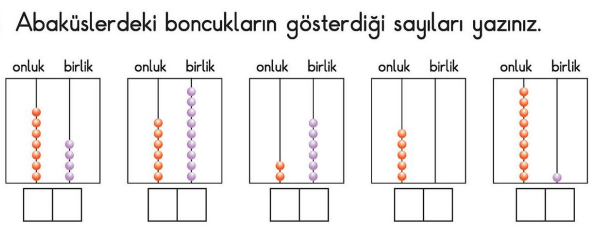 Abaküslerdeki boncukların gösterdiği sayıları yazınız.
onluk birlik onluk birlik onluk birlik onluk birlik onluk birlik